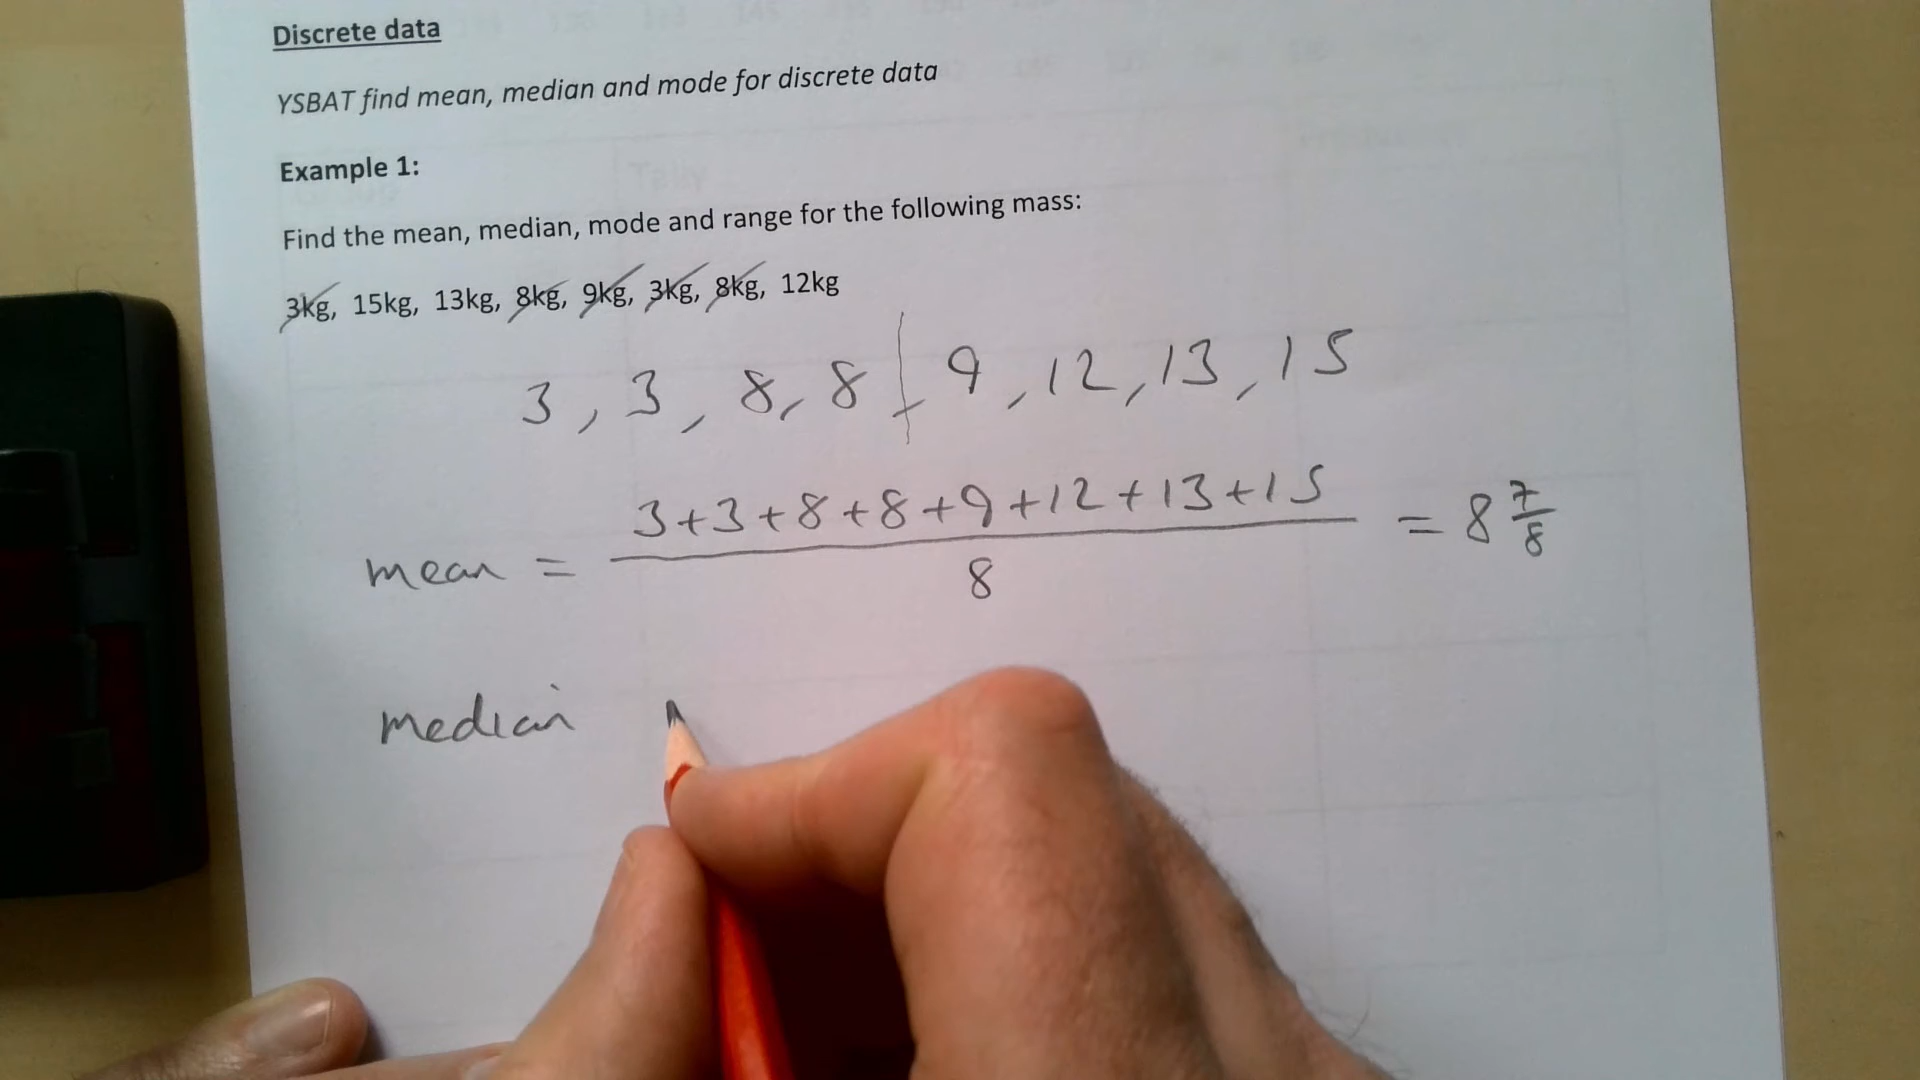 Discrete data
YSBAT find mean, median and mode for discrete data
Example 1:
Find the mean, median, mode and range for the following mass:
3kg, 15kg, 13kg, 8kg, 9kg, 3kg, 8kg, 12kg
3, 3, 8, 8, 9, 12, 13, 15
mean = 3+3+8+8+9+12+13+15 / 8 = 8 7/8
median